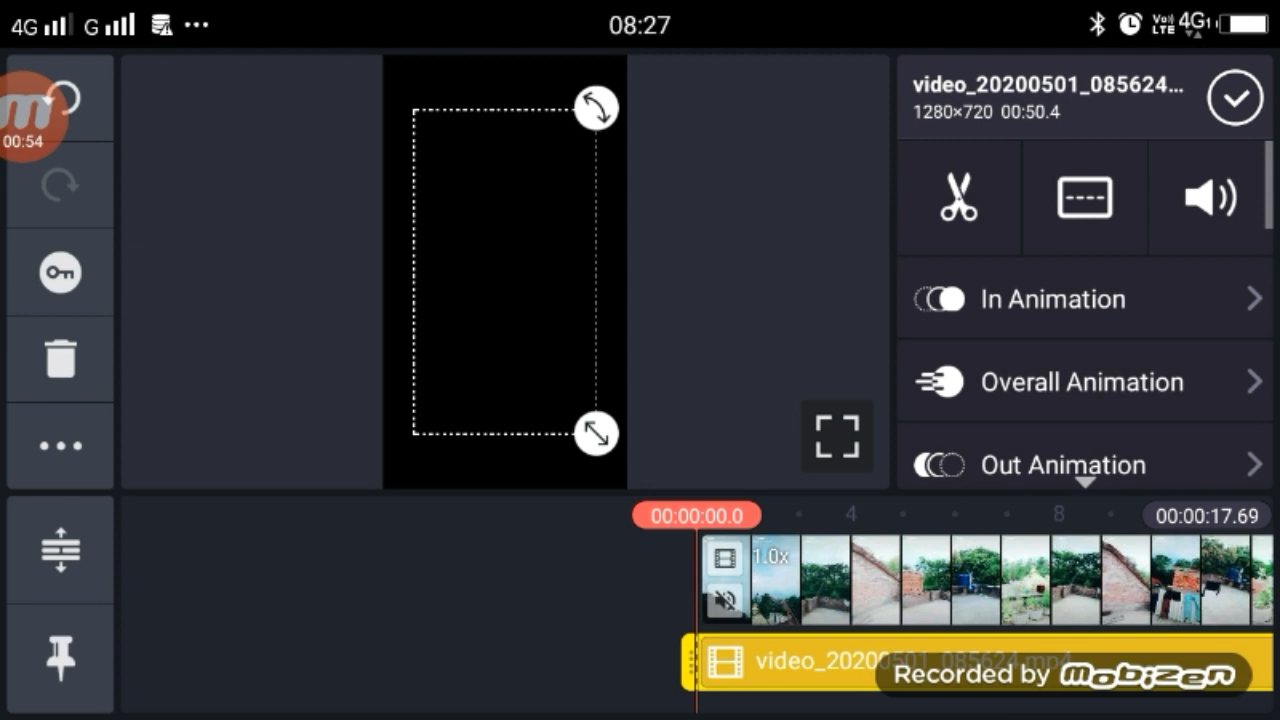 4G G 08:27 VoLTE 4G
m
00:54
video_20200501_085624...
1280×720 00:50.4
In Animation
Overall Animation
Out Animation
00:00:00.0 4 8 00:00:17.69
1.0x
video_20200501_085624.mp4
Recorded by mobizen